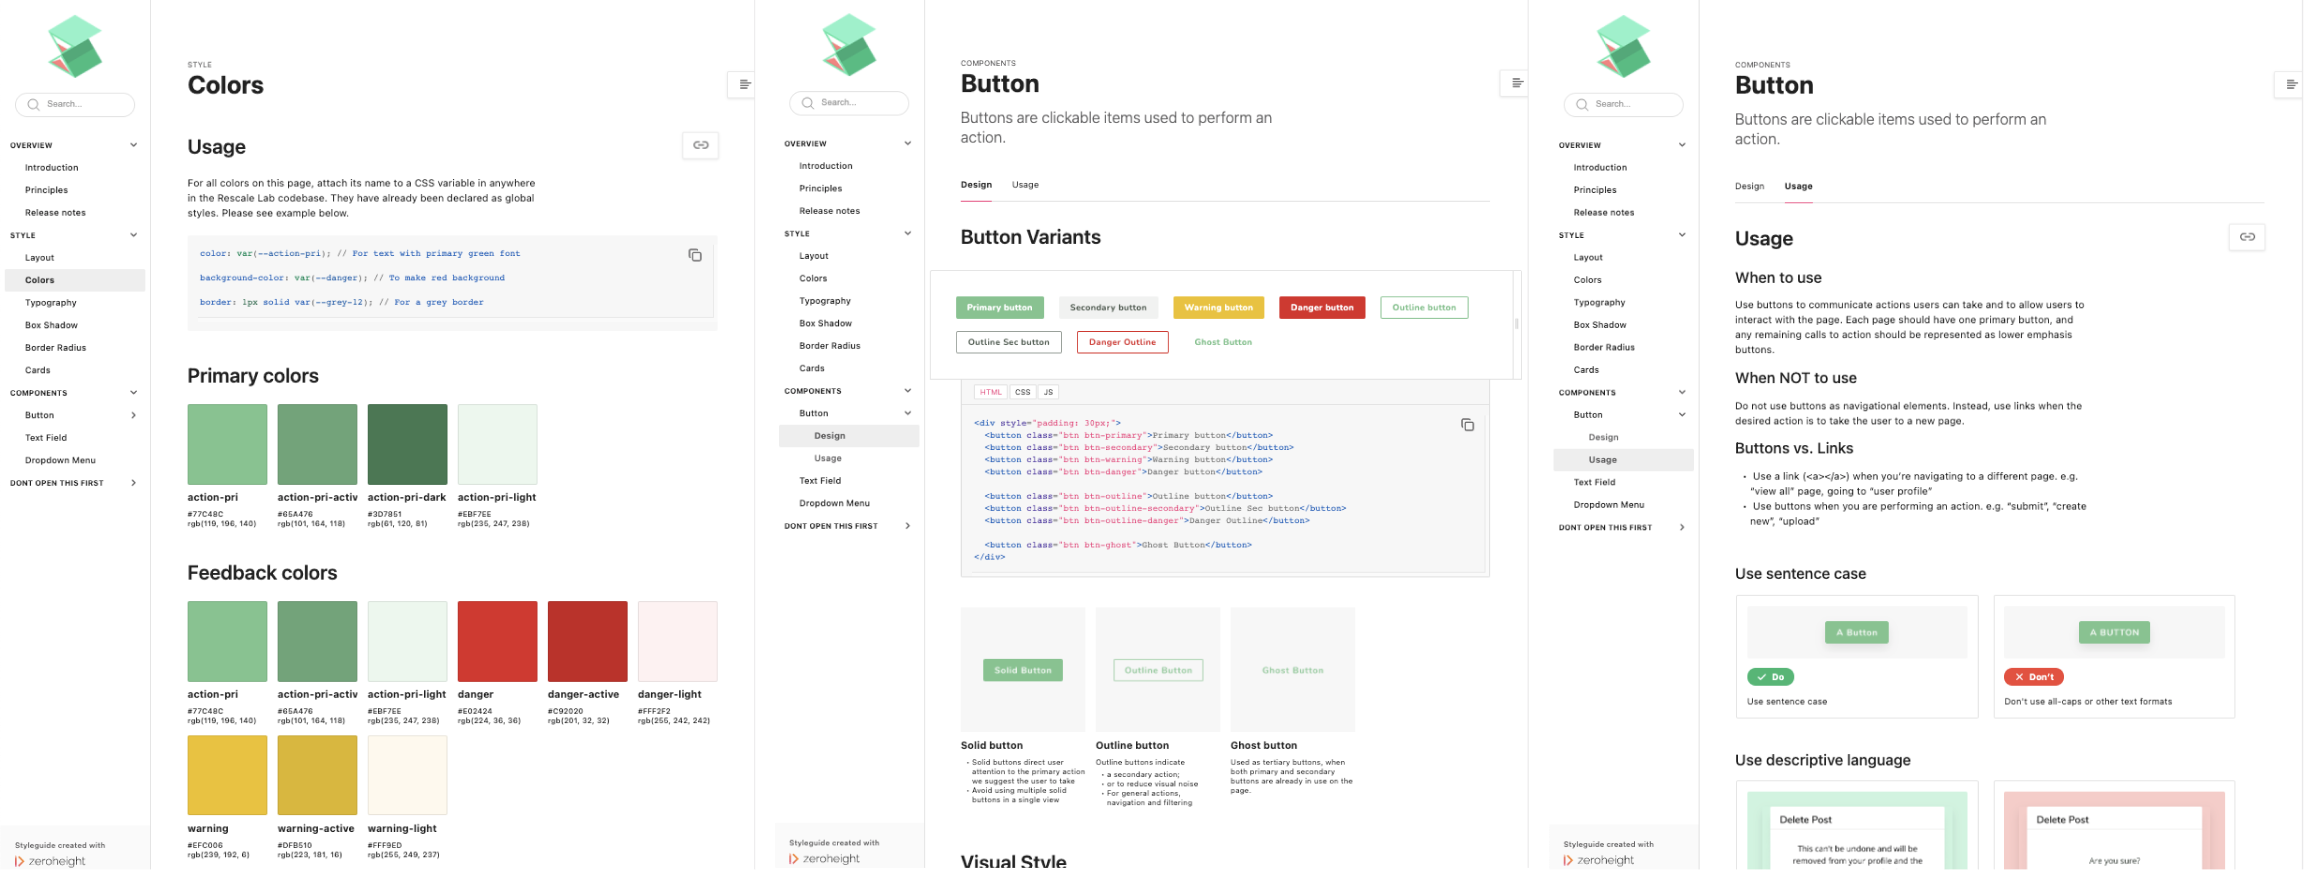 Search...
OVERVIEW
Introduction
Principles
Release notes
STYLE
Layout
Colors
Typography
Box Shadow
Border Radius
Cards
COMPONENTS
Button
Text Field
Dropdown Menu
DONT OPEN THIS FIRST
Styleguide created with
zeroheight
STYLE
Colors
Usage
For all colors on this page, attach its name to a CSS variable in anywhere
in the Rescale Lab codebase. They have already been declared as global
styles. Please see example below.
color: var(--action-pri); // For text with primary green font
background-color: var(--danger); // To make red background
border: 1px solid var(--grey-12); // For a grey border
Primary colors
action-pri
#77C48C
rgb(119, 196, 140)
action-pri-activ
#65A476
rgb(101, 164, 118)
action-pri-dark
#3D7851
rgb(61, 120, 81)
action-pri-light
#EBF7EE
rgb(235, 247, 238)
Feedback colors
action-pri
#77C48C
rgb(119, 196, 140)
action-pri-activ
#65A476
rgb(101, 164, 118)
action-pri-light
#EBF7EE
rgb(235, 247, 238)
danger
#E02424
rgb(224, 36, 36)
danger-active
#C92020
rgb(201, 32, 32)
danger-light
#FFF2F2
rgb(255, 242, 242)
warning
#EFC006
rgb(239, 192, 6)
warning-active
#DFB510
rgb(223, 181, 16)
warning-light
#FFF9ED
rgb(255, 249, 237)
Search...
OVERVIEW
Introduction
Principles
Release notes
STYLE
Layout
Colors
Typography
Box Shadow
Border Radius
Cards
COMPONENTS
Button
Design
Usage
Text Field
Dropdown Menu
DONT OPEN THIS FIRST
Styleguide created with
zeroheight
COMPONENTS
Button
Buttons are clickable items used to perform an
action.
Design Usage
Button Variants
Primary button Secondary button Warning button Danger button Outline button
Outline Sec button Danger Outline Ghost Button
HTML CSS JS
<div style="padding: 30px;">
<button class="btn btn-primary">Primary button</button>
<button class="btn btn-secondary">Secondary button</button>
<button class="btn btn-warning">Warning button</button>
<button class="btn btn-danger">Danger button</button>
<button class="btn btn-outline">Outline button</button>
<button class="btn btn-outline-secondary">Outline Sec button</button>
<button class="btn btn-outline-danger">Danger Outline</button>
<button class="btn btn-ghost">Ghost Button</button>
</div>
Solid Button
Outline Button
Ghost Button
Solid button
• Solid buttons direct user
attention to the primary action
we suggest the user to take
• Avoid using multiple solid
buttons in a single view
Outline button
Outline buttons indicate
• a secondary action;
• or to reduce visual noise
• For general actions,
navigation and filtering
Ghost button
Used as tertiary buttons, when
both primary and secondary
buttons are already in use on the
page.
Visual Style
Search...
OVERVIEW
Introduction
Principles
Release notes
STYLE
Layout
Colors
Typography
Box Shadow
Border Radius
Cards
COMPONENTS
Button
Design
Usage
Text Field
Dropdown Menu
DONT OPEN THIS FIRST
Styleguide created with
zeroheight
COMPONENTS
Button
Buttons are clickable items used to perform an
action.
Design Usage
Usage
When to use
Use buttons to communicate actions users can take and to allow users to
interact with the page. Each page should have one primary button, and
any remaining calls to action should be represented as lower emphasis
buttons.
When NOT to use
Do not use buttons as navigational elements. Instead, use links when the
desired action is to take the user to a new page.
Buttons vs. Links
• Use a link (<a></a>) when you're navigating to a different page. e.g.
"view all" page, going to "user profile"
• Use buttons when you are performing an action. e.g. "submit", "create
new", "upload"
Use sentence case
A Button
Do
Use sentence case
A BUTTON
Don't
Don't use all-caps or other text formats
Use descriptive language
Delete Post
This can't be undone and will be
removed from your profile and the
Delete Post
Are you sure?